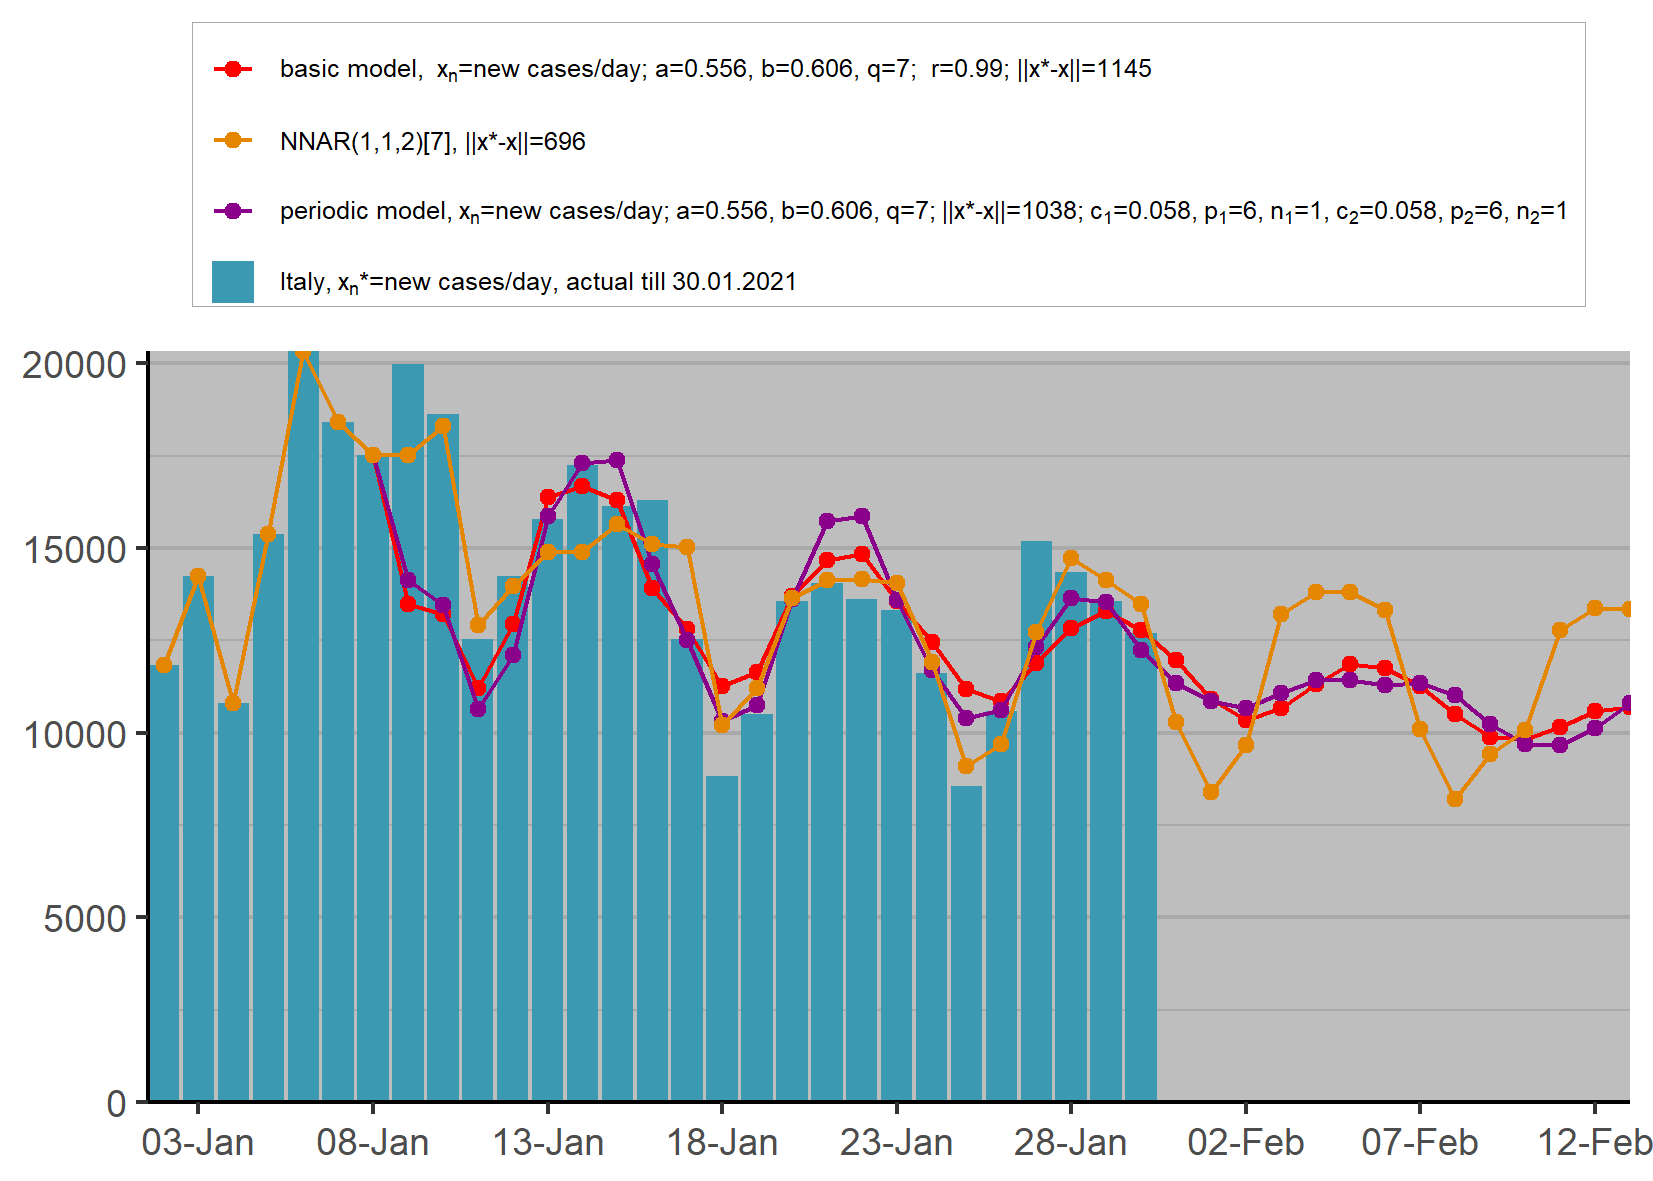 basic model,  xn=new cases/day; a=0.556, b=0.606, q=7;  r=0.99; ||x*-x||=1145
NNAR(1,1,2)[7], ||x*-x||=696
periodic model, xn=new cases/day; a=0.556, b=0.606, q=7; ||x*-x||=1038; c1=0.058, p1=6, n1=1, c2=0.058, p2=6, n2=1
Italy, xn*=new cases/day, actual till 30.01.2021
20000
15000
10000
5000
0
03-Jan 08-Jan 13-Jan 18-Jan 23-Jan 28-Jan 02-Feb 07-Feb 12-Feb